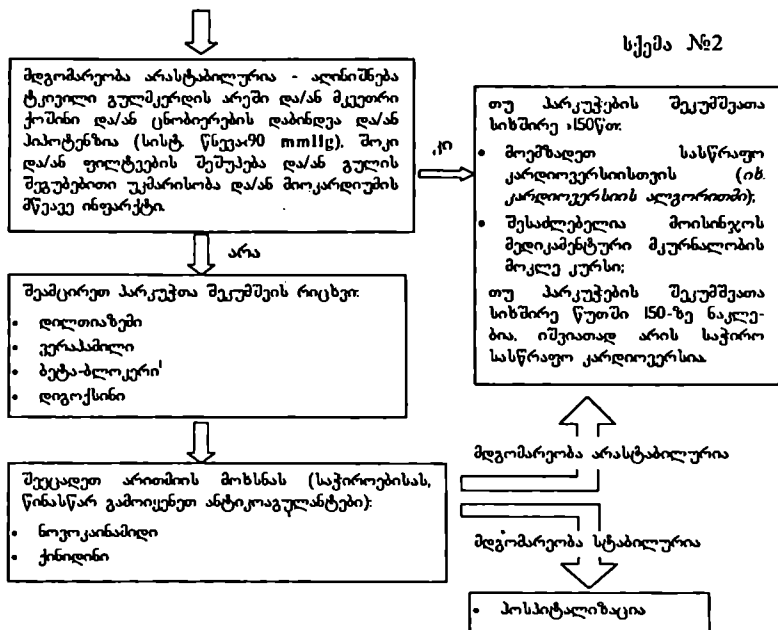 სქემა №2
მდგომარეობა არასტაბილურია - აღინიშნება
ტკივილი გულმკერდის არეში და/ან მკვეთრი
ქოშინი და/ან ცნობიერების დაბინდვა და/ან
ჰიპოტენზია (სისტ. წნევა<90 mmHg), შოკი
და/ან ფილტვების შეშუპება და/ან გულის
შეგუბებითი უკმარისობა და/ან მიოკარდიუმის
მწვავე ინფარქტი.
კი
თუ პარკუჭების შეკუმშვათა
სიხშირე >150წთ:
• მოემზადეთ სასწრაფო
კარდიოვერსიისთვის (იხ.
კარდიოვერსიის ალგორითმი);
• შესაძლებელია მოისინჯოს
მედიკამენტური მკურნალობის
მოკლე კურსი;
თუ პარკუჭების შეკუმშვათა
სიხშირე წუთში 150-ზე ნაკლე-
ბია, იშვიათად არის საჭირო
სასწრაფო კარდიოვერსია.
არა
შეამცირეთ პარკუჭთა შეკუმშვის რიცხვი:
• დილთიაზემი
• ვერაპამილი
• ბეტა-ბლოკერი¹
• დიგოქსინი
შეეცადეთ არითმიის მოხსნას (საჭიროებისას,
წინასწარ გამოიყენეთ ანტიკოაგულანტები):
• ნოვოკაინამიდი
• ქინიდინი
მდგომარეობა არასტაბილურია
მდგომარეობა სტაბილურია
• ჰოსპიტალიზაცია